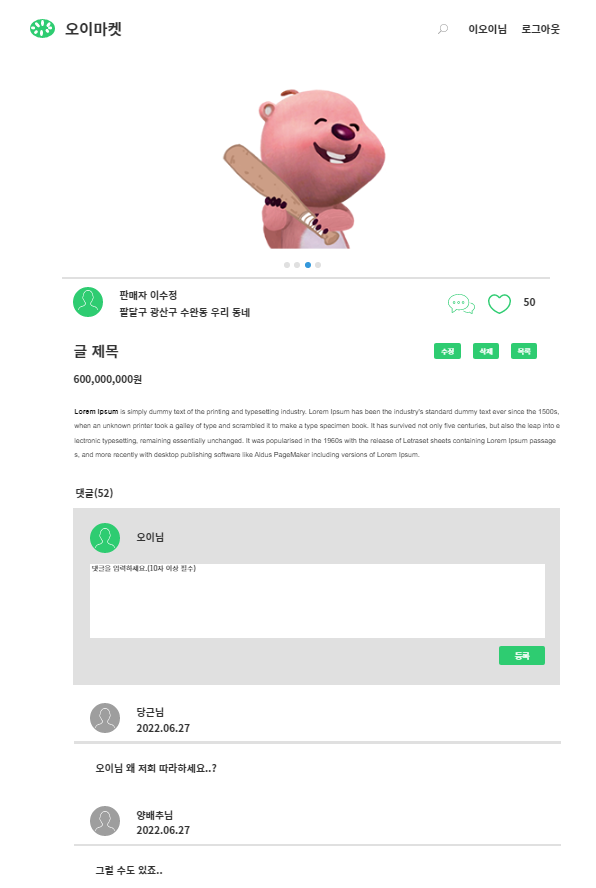 오이마켓
이오이님 로그아웃
판매자 이수정
팔달구 광산구 수완동 우리 동네
50
글 제목
수정 삭제 목록
600,000,000원
Lorem Ipsum is simply dummy text of the printing and typesetting industry. Lorem Ipsum has been the industry's standard dummy text ever since the 1500s,
when an unknown printer took a galley of type and scrambled it to make a type specimen book. It has survived not only five centuries, but also the leap into e
lectronic typesetting, remaining essentially unchanged. It was popularised in the 1960s with the release of Letraset sheets containing Lorem Ipsum passage
s, and more recently with desktop publishing software like Aldus PageMaker including versions of Lorem Ipsum.
댓글(52)
오이님
댓글을 입력하세요.(10자 이상 필수)
등록
당근님
2022.06.27
오이님 왜 저희 따라하세요..?
양배추님
2022.06.27
그럴 수도 있죠..